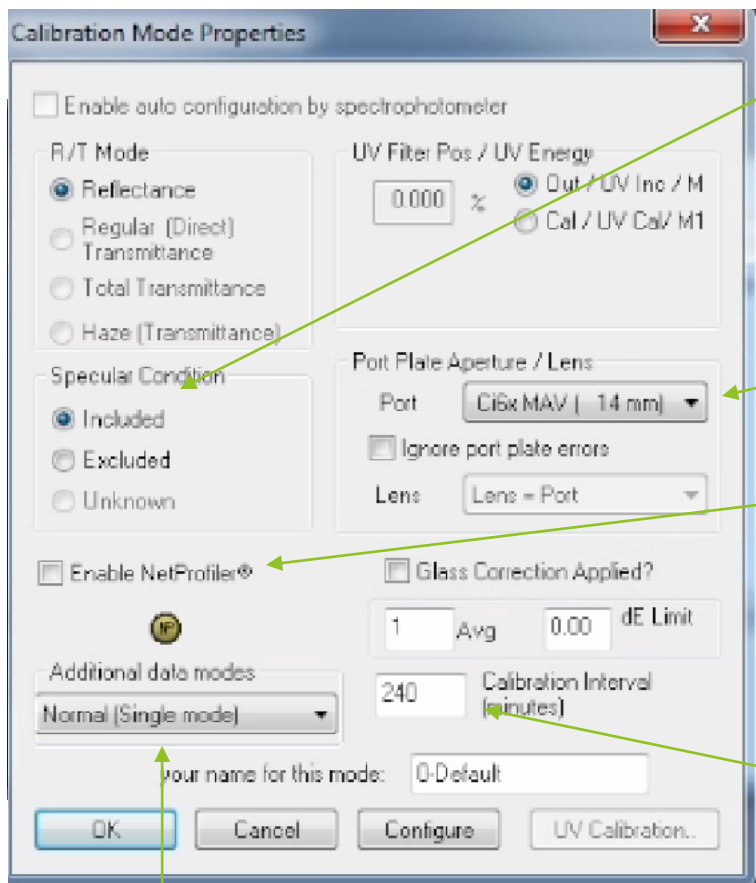 Calibration Mode Properties
Enable auto configuration by spectrophotometer
R/T Mode
Reflectance
Regular (Direct)
Transmittance
Total Transmittance
Haze (Transmittance)
UV Filter Pos / UV Energy
0.000 %
Out / UV Inc / M
Cal / UV Cal/ M1
Specular Condition
Included
Excluded
Unknown
Port Plate Aperture / Lens
Port Ci6x MAV ( 14 mm)
Ignore port plate errors
Lens Lens = Port
Enable NetProfiler®
NP
Glass Correction Applied?
1 Avg 0.00 dE Limit
Additional data modes
Normal (Single mode)
240 Calibration Interval
(minutes)
your name for this mode: 0-Default
OK Cancel Configure UV Calibration..